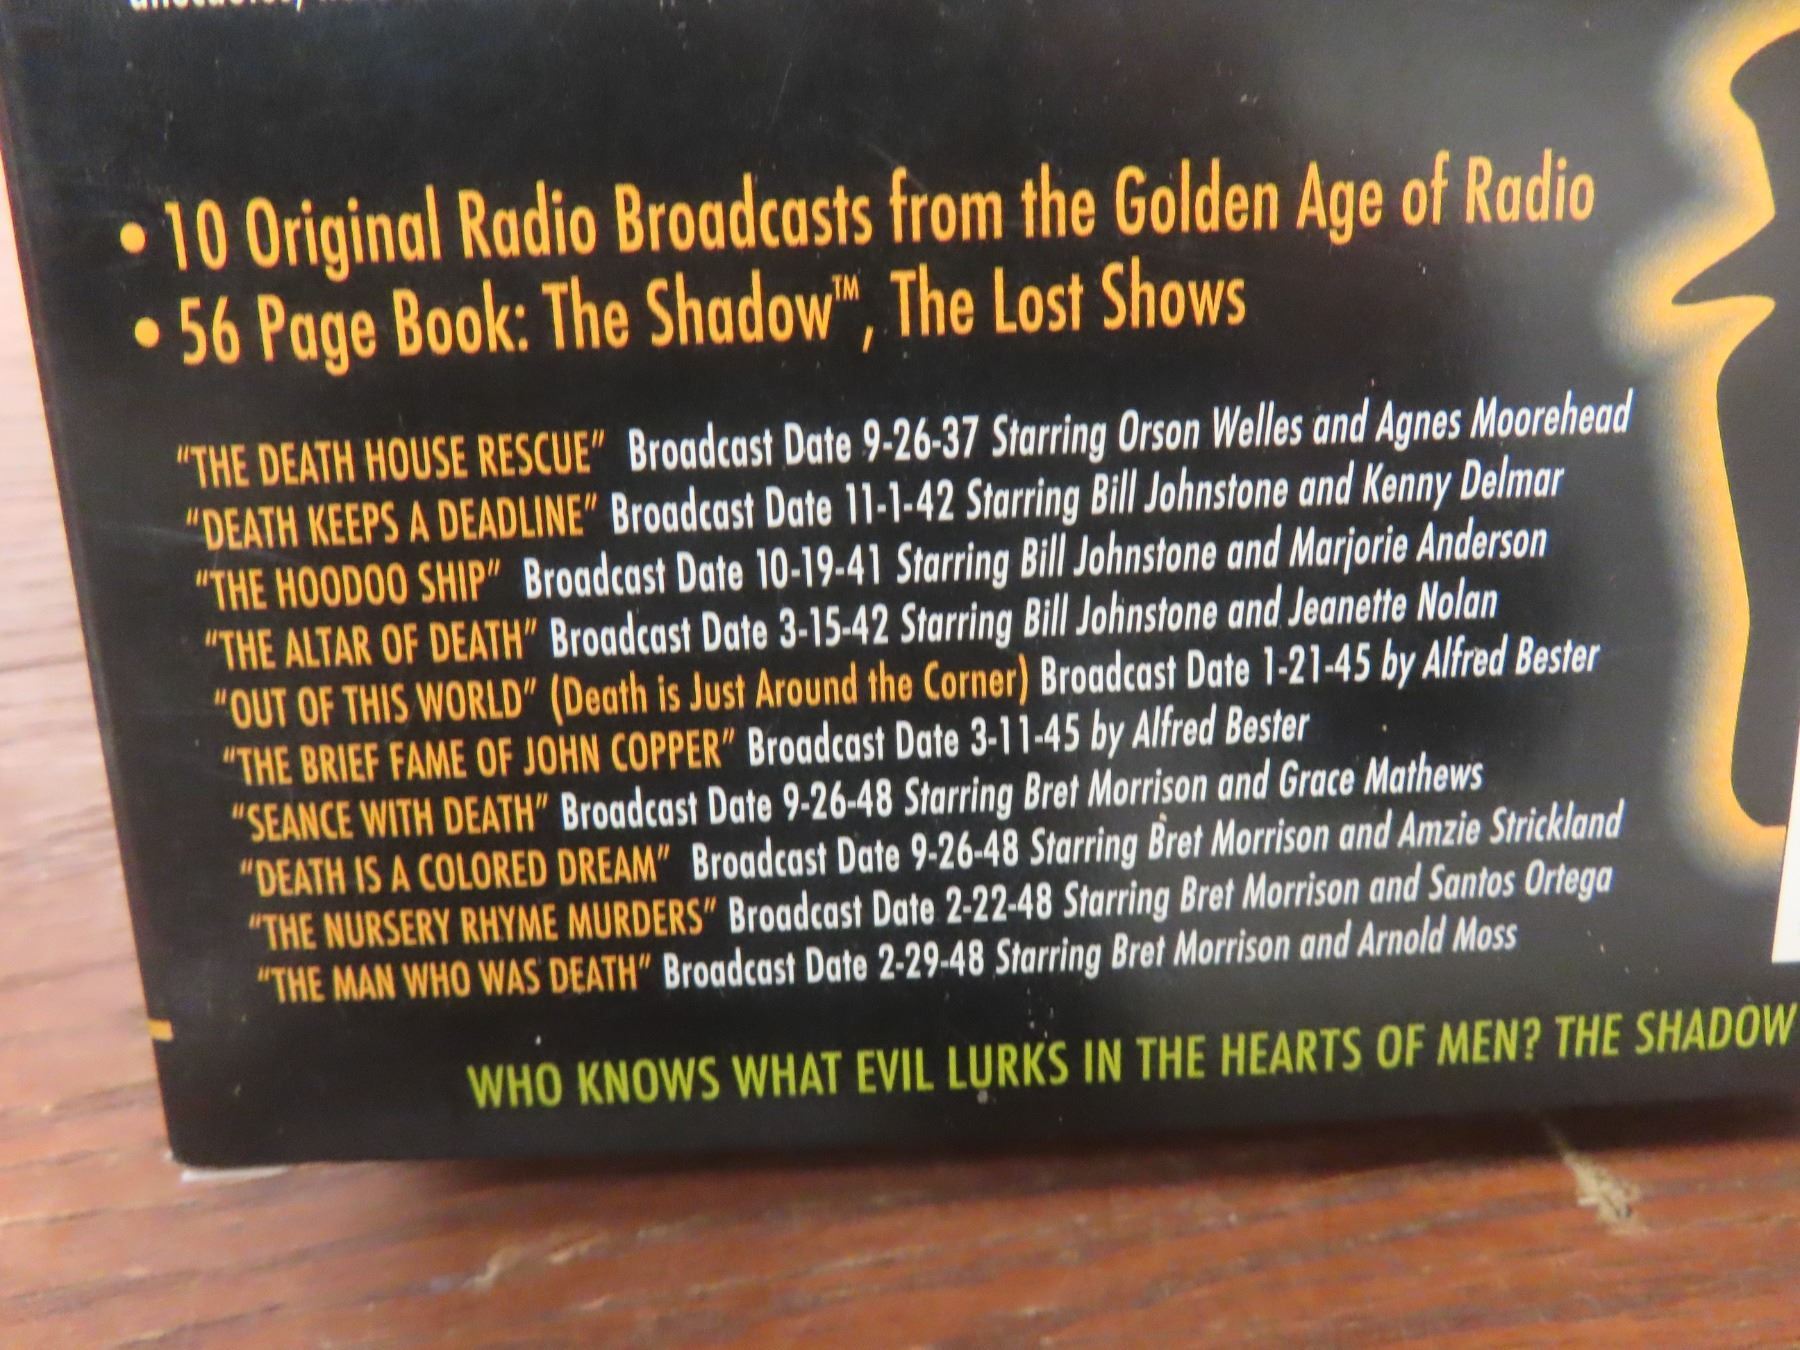 • 10 Original Radio Broadcasts from the Golden Age of Radio
• 56 Page Book: The Shadow™, The Lost Shows
"THE DEATH HOUSE RESCUE" Broadcast Date 9-26-37 Starring Orson Welles and Agnes Moorehead
"DEATH KEEPS A DEADLINE" Broadcast Date 11-1-42 Starring Bill Johnstone and Kenny Delmar
"THE HOODOO SHIP" Broadcast Date 10-19-41 Starring Bill Johnstone and Marjorie Anderson
"THE ALTAR OF DEATH" Broadcast Date 3-15-42 Starring Bill Johnstone and Jeanette Nolan
"OUT OF THIS WORLD" (Death is Just Around the Corner) Broadcast Date 1-21-45 by Alfred Bester
"THE BRIEF FAME OF JOHN COPPER" Broadcast Date 3-11-45 by Alfred Bester
"SEANCE WITH DEATH" Broadcast Date 9-26-48 Starring Bret Morrison and Grace Mathews
"DEATH IS A COLORED DREAM" Broadcast Date 9-26-48 Starring Bret Morrison and Amzie Strickland
"THE NURSERY RHYME MURDERS" Broadcast Date 2-22-48 Starring Bret Morrison and Santos Ortega
"THE MAN WHO WAS DEATH" Broadcast Date 2-29-48 Starring Bret Morrison and Arnold Moss
WHO KNOWS WHAT EVIL LURKS IN THE HEARTS OF MEN? THE SHADOW